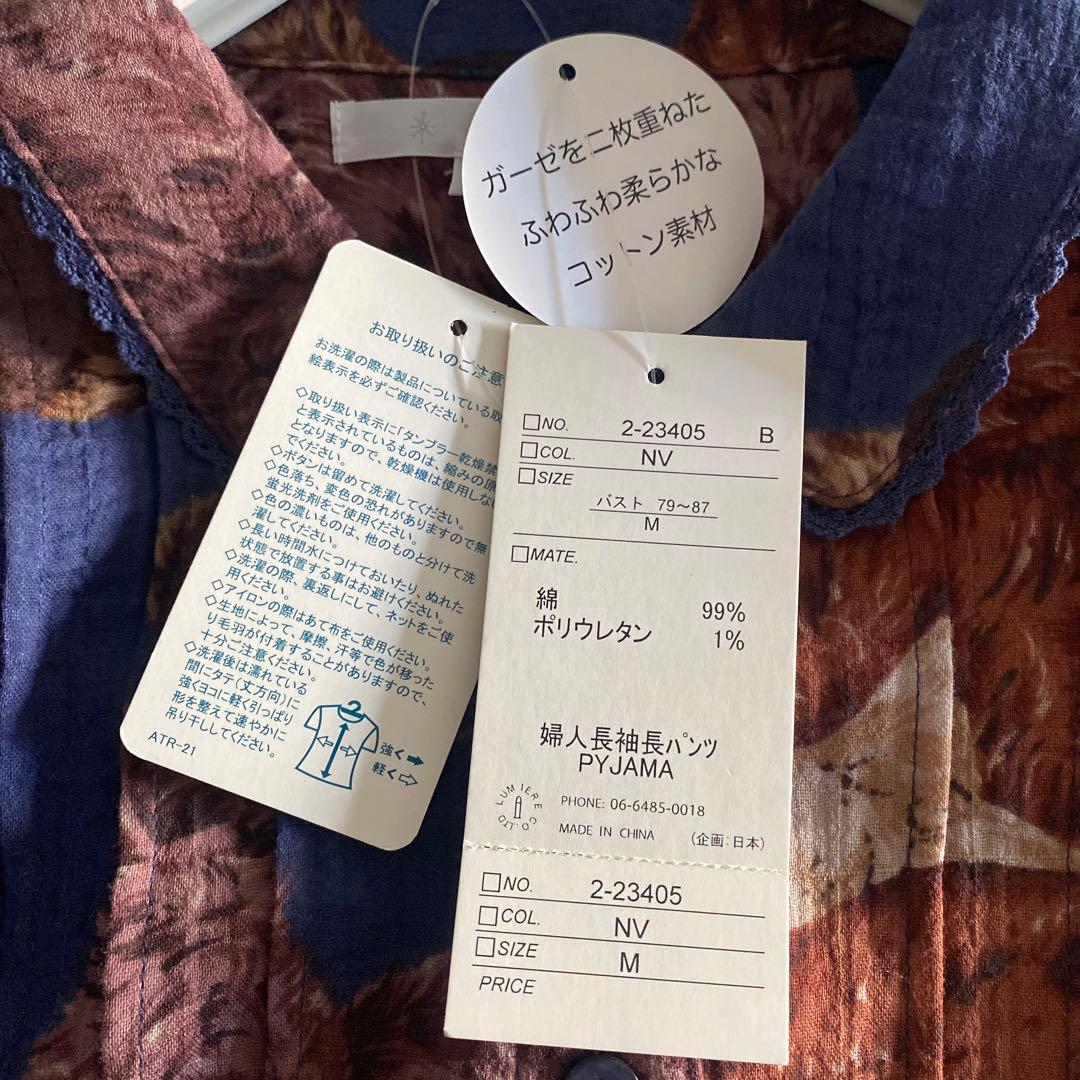 ガーゼを二枚重ねた
ふわふわ柔らかな
コットン素材
お取り扱いのご注意
お洗濯の際は製品についている取
絵表示を必ずご確認ください。
◇取り扱い表示に「タンブラー乾燥禁
と表示されているものは、縮みの原
となりますので、乾燥機は使用しない
でください。
◇ボタンは留めて洗濯してください。
◇色落ち、変色の恐れがありますので無
蛍光洗剤をご使用ください。
◇色の濃いものは、他のものと分けて洗
濯してください。
◇長い時間水につけておいたり、ぬれた
状態で放置する事はお避けください。
◇洗濯の際、裏返しにして、ネットをご使
用ください。
◇アイロンの際はあて布をご使用ください。
◇生地によって、摩擦、汗等で色が移った
り毛羽が付着することがありますので、
十分ご注意ください。
◇洗濯後は濡れている
間にタテ(丈方向)に
強くヨコに軽く引っぱり
形を整えて速やかに
吊り干ししてください。
強く
軽く
ATR-21
NO. 2-23405 B
COL. NV
SIZE
バスト 79～87
M
MATE.
綿 99%
ポリウレタン 1%
婦人長袖長パンツ
PYJAMA
LUMIERE CO.,LTD
PHONE: 06-6485-0018
MADE IN CHINA (企画:日本)
NO. 2-23405
COL. NV
SIZE M
PRICE